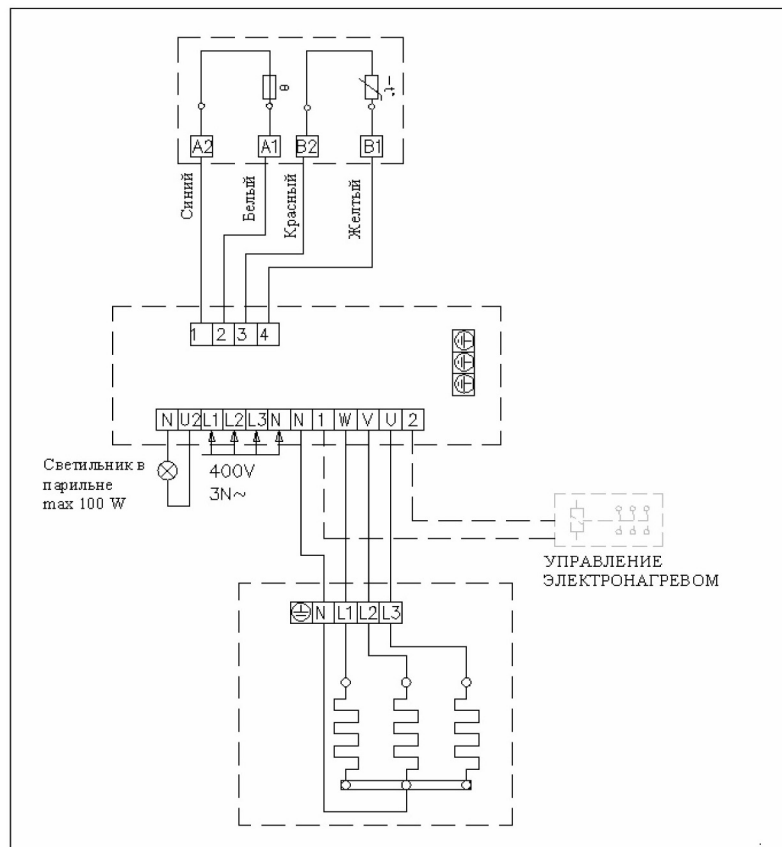 θ
-t°
A2 A1 B2 B1
Синий
Белый
Красный
Желтый
1 2 3 4
N U2 L1 L2 L3 N N 1 W V U 2
Светильник в
парильне
max 100 W
400V
3N~
УПРАВЛЕНИЕ
ЭЛЕКТРОНАГРЕВОМ
N L1 L2 L3